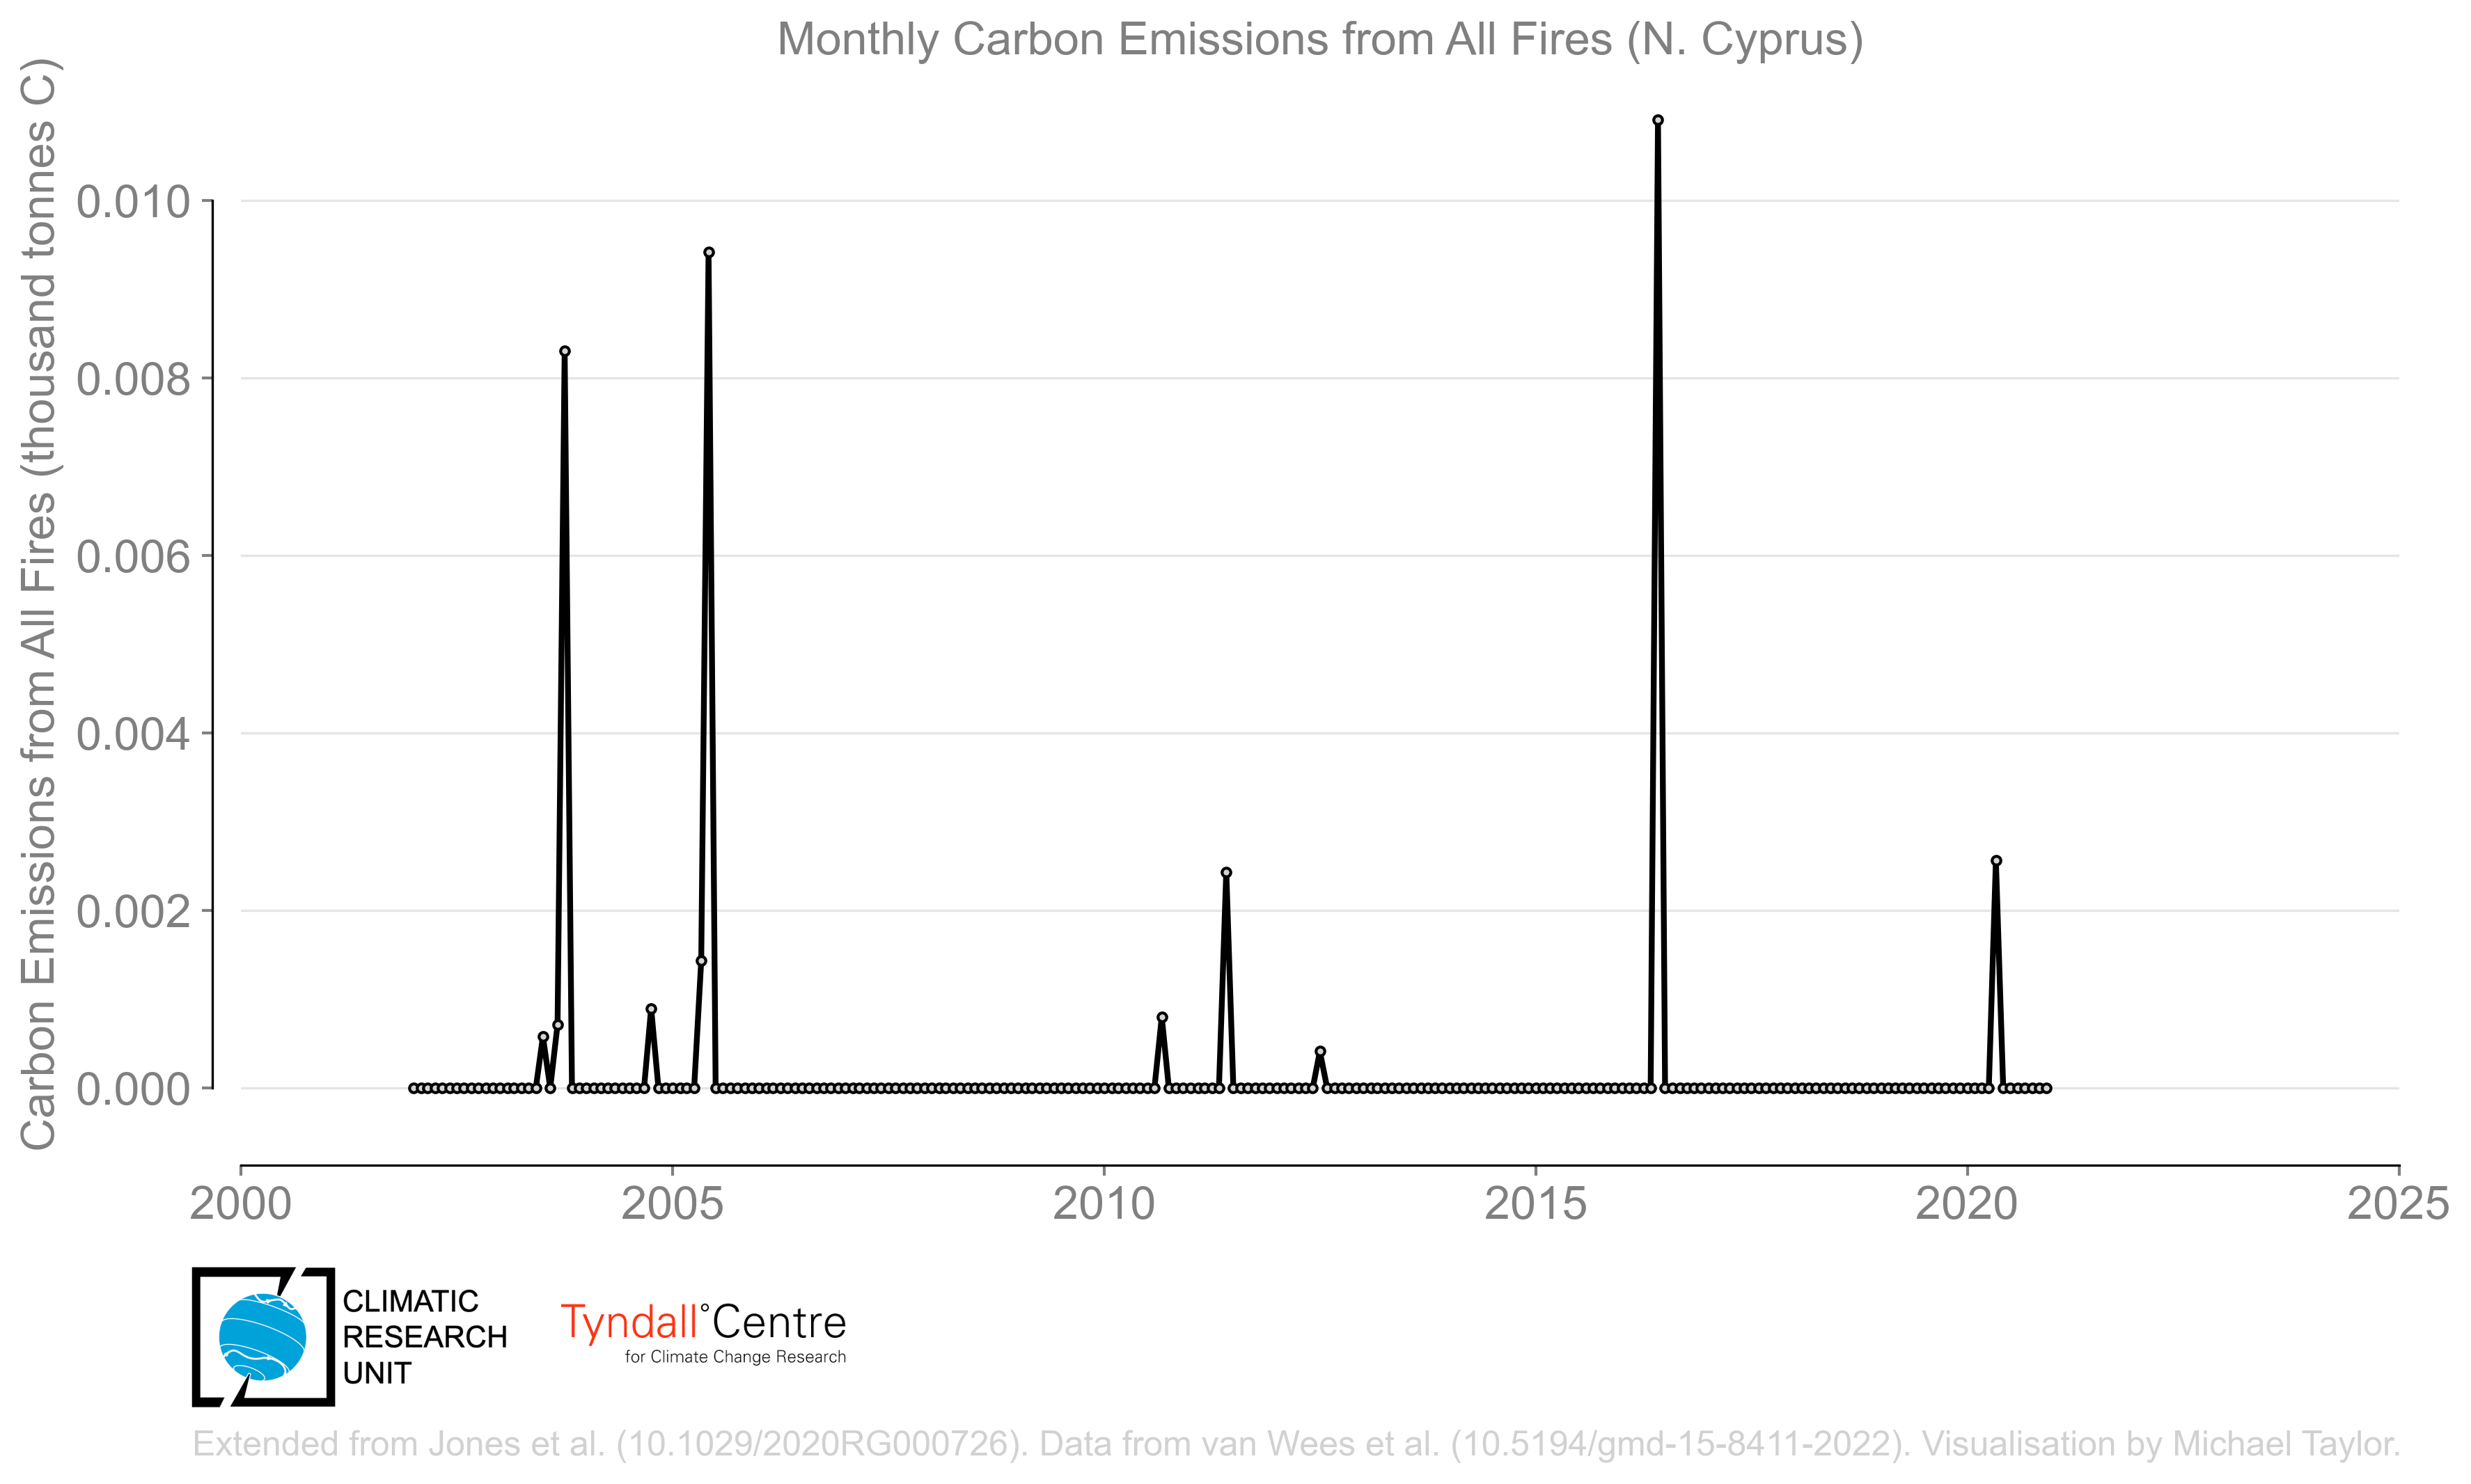 Monthly Carbon Emissions from All Fires (N. Cyprus)
Carbon Emissions from All Fires (thousand tonnes C)
0.010
0.008
0.006
0.004
0.002
0.000
2000 2005 2010 2015 2020 2025
CLIMATIC
RESEARCH
UNIT
Tyndall°Centre
for Climate Change Research
Extended from Jones et al. (10.1029/2020RG000726). Data from van Wees et al. (10.5194/gmd-15-8411-2022). Visualisation by Michael Taylor.